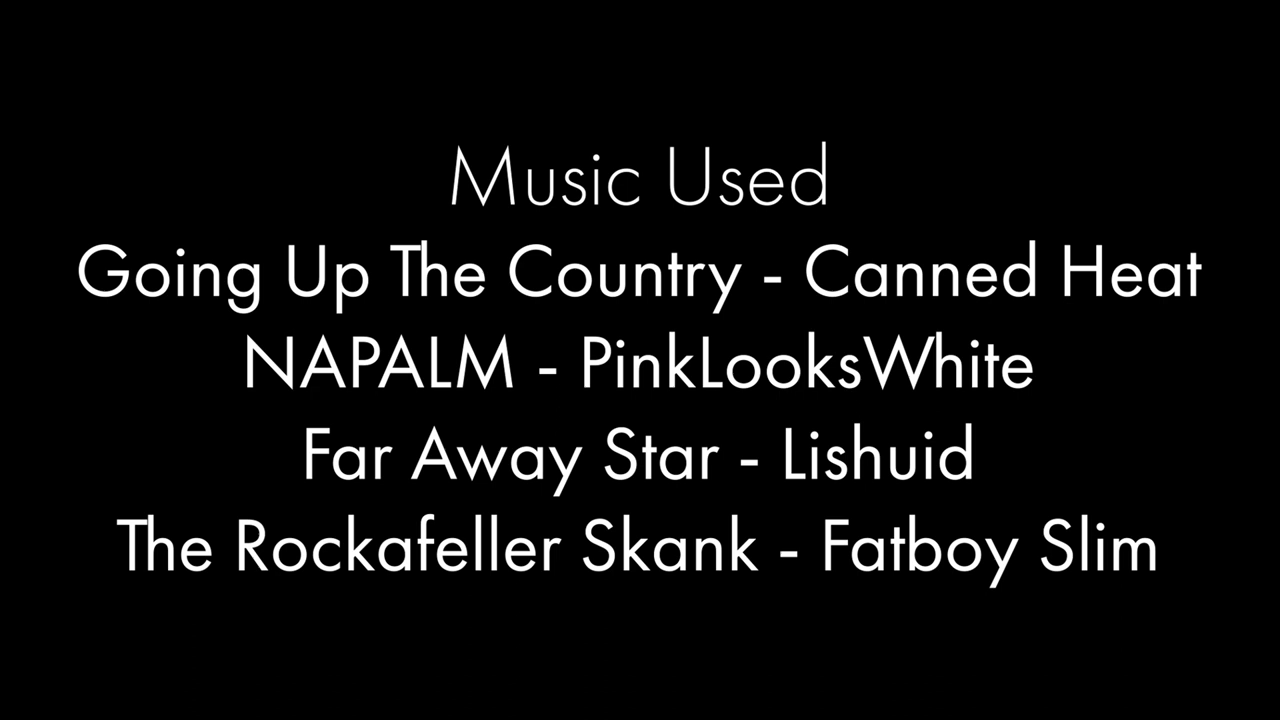 Music Used
Going Up The Country - Canned Heat
NAPALM - PinkLooksWhite
Far Away Star - Lishuid
The Rockafeller Skank - Fatboy Slim